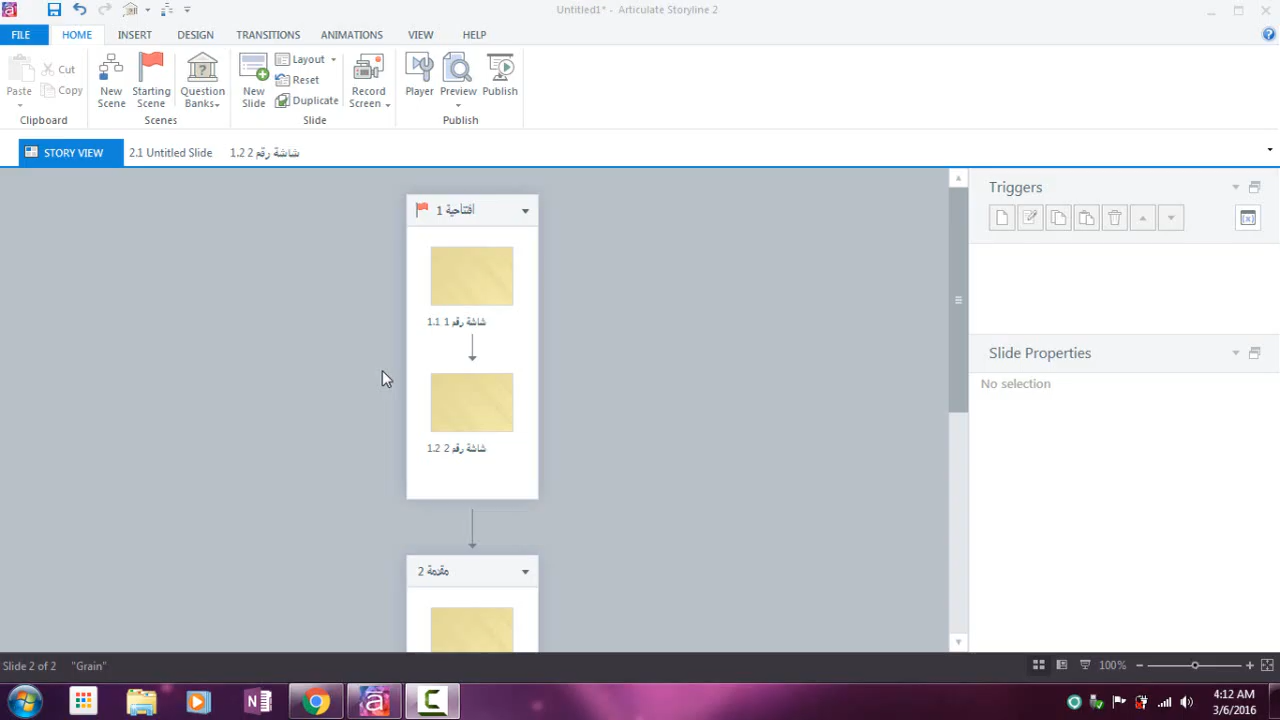 Untitled1* - Articulate Storyline 2
FILE HOME INSERT DESIGN TRANSITIONS ANIMATIONS VIEW HELP
Paste
Cut
Copy
Clipboard
New Scene
Starting Scene
Question Banks
Scenes
New Slide
Layout
Reset
Duplicate
Slide
Record Screen
Player
Preview
Publish
Publish
STORY VIEW
2.1 Untitled Slide
1.2 شاشة رقم 2
1 افتتاحية
1.1 شاشة رقم 1
1.2 شاشة رقم 2
2 مقدمة
Triggers
Slide Properties
No selection
Slide 2 of 2 "Grain"
100%
4:12 AM
3/6/2016